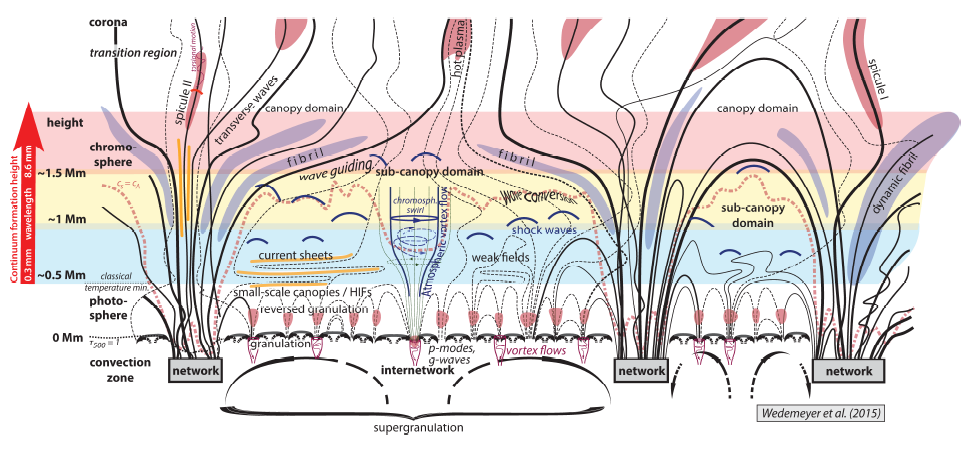 corona
transition region
spicule II
torsional motion
transverse waves
hot plasma
spicule I
canopy domain
canopy domain
height
chromo-
sphere
fibril
wave guiding
sub-canopy domain
fibril
dynamic fibril
~1.5 Mm
cₛ = c_A
Wave conversion
chromosph.
swirl
sub-canopy
domain
~1 Mm
shock waves
Atmospheric vortex flow
current sheets
weak fields
~0.5 Mm
classical
temperature min.
small-scale canopies / HIFs
reversed granulation
photo-
sphere
0 Mm
τ₅₀₀ = 1
granulation
p-modes,
g-waves
vortex flows
convection
zone
network
internetwork
network
network
supergranulation
Wedemeyer et al. (2015)
Continuum formation height
0.3 mm wavelength 8.6 mm